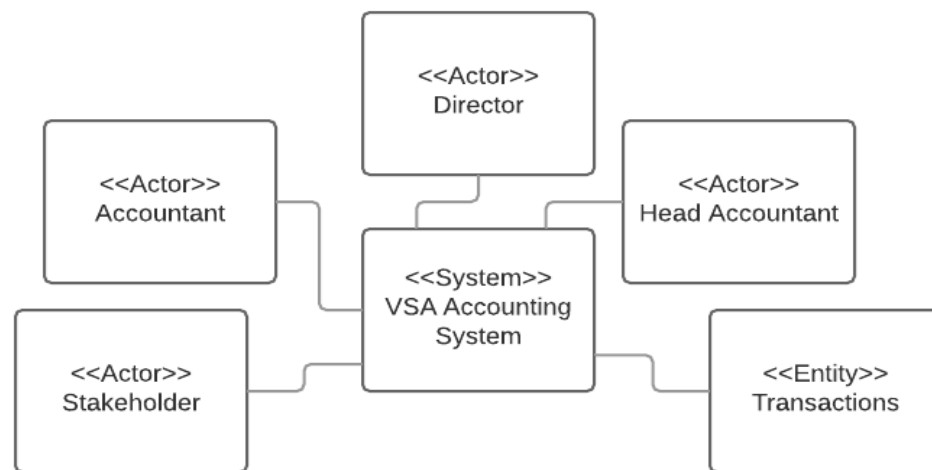 <<Actor>>
Director
<<Actor>>
Accountant
<<Actor>>
Head Accountant
<<System>>
VSA Accounting
System
<<Actor>>
Stakeholder
<<Entity>>
Transactions